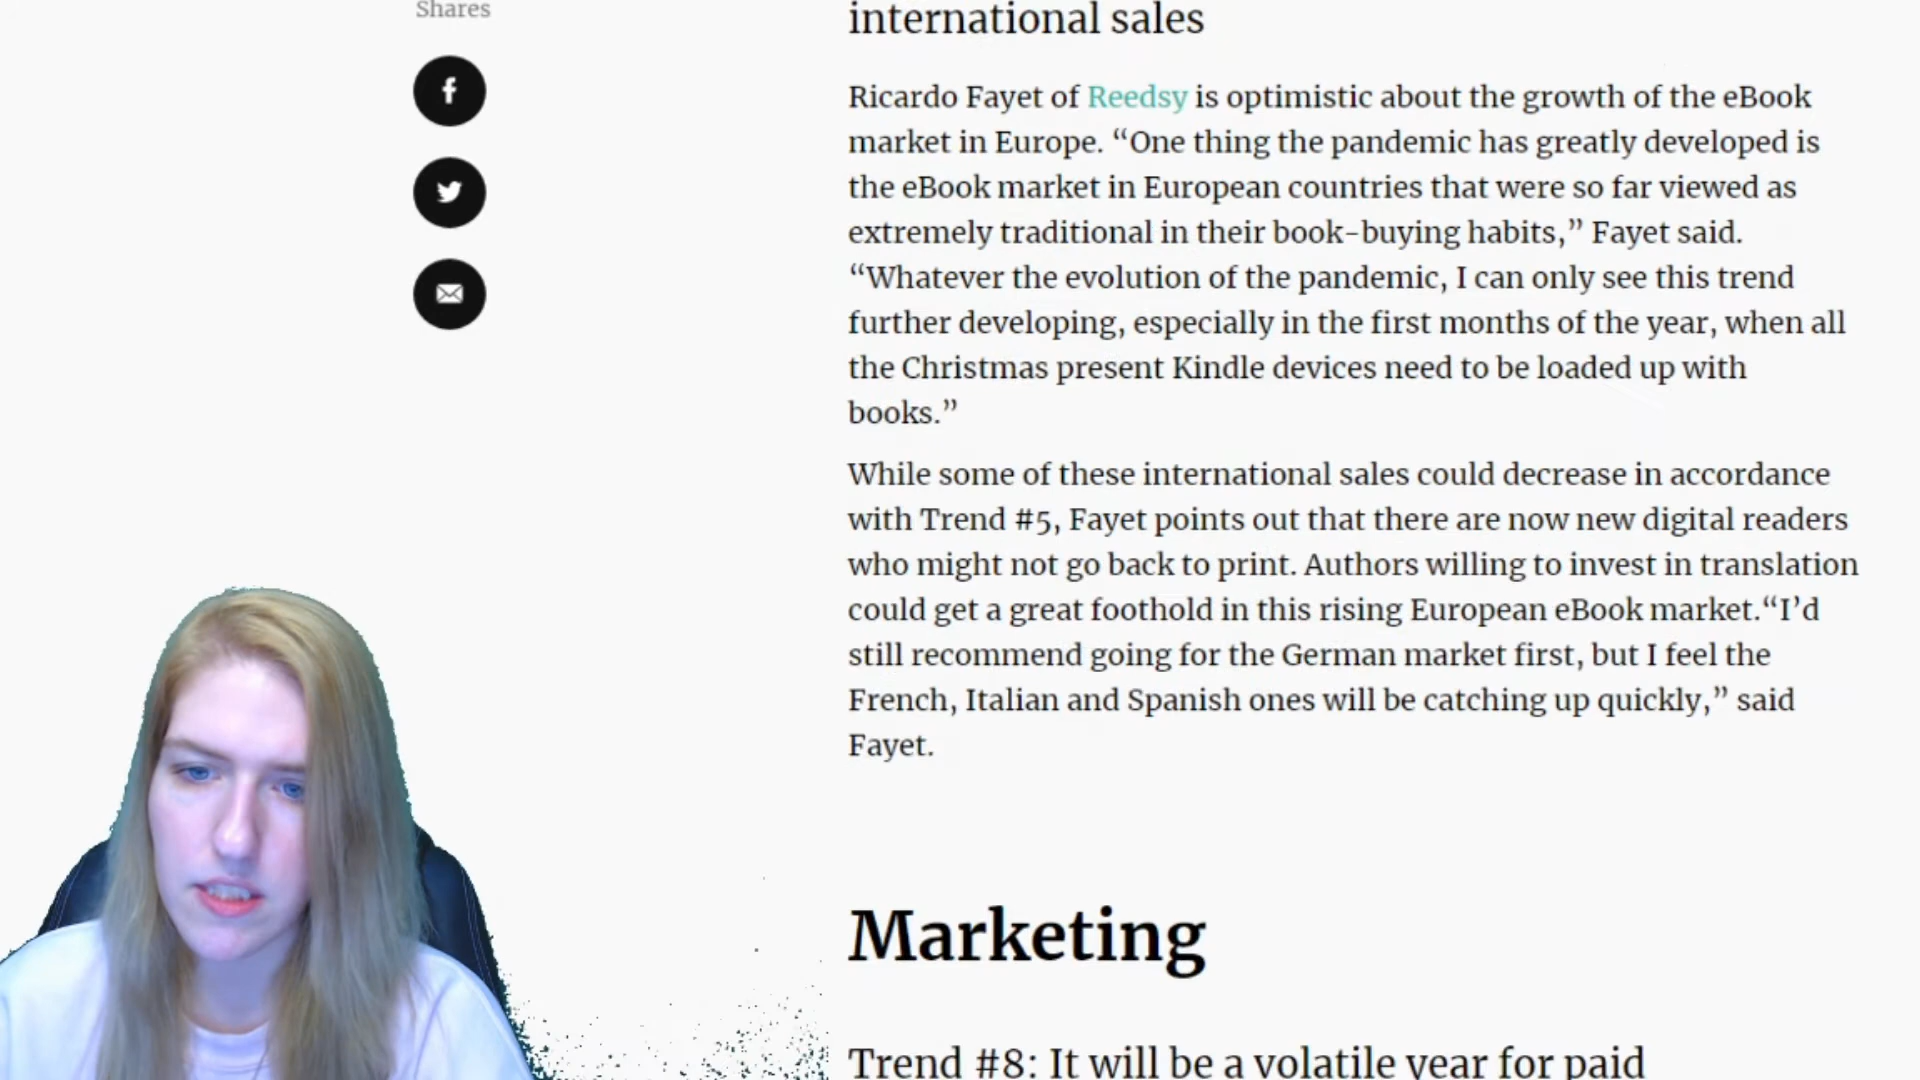 Shares
international sales
Ricardo Fayet of Reedsy is optimistic about the growth of the eBook
market in Europe. “One thing the pandemic has greatly developed is
the eBook market in European countries that were so far viewed as
extremely traditional in their book-buying habits,” Fayet said.
“Whatever the evolution of the pandemic, I can only see this trend
further developing, especially in the first months of the year, when all
the Christmas present Kindle devices need to be loaded up with
books.”
While some of these international sales could decrease in accordance
with Trend #5, Fayet points out that there are now new digital readers
who might not go back to print. Authors willing to invest in translation
could get a great foothold in this rising European eBook market.“I’d
still recommend going for the German market first, but I feel the
French, Italian and Spanish ones will be catching up quickly,” said
Fayet.
Marketing
Trend #8: It will be a volatile year for paid